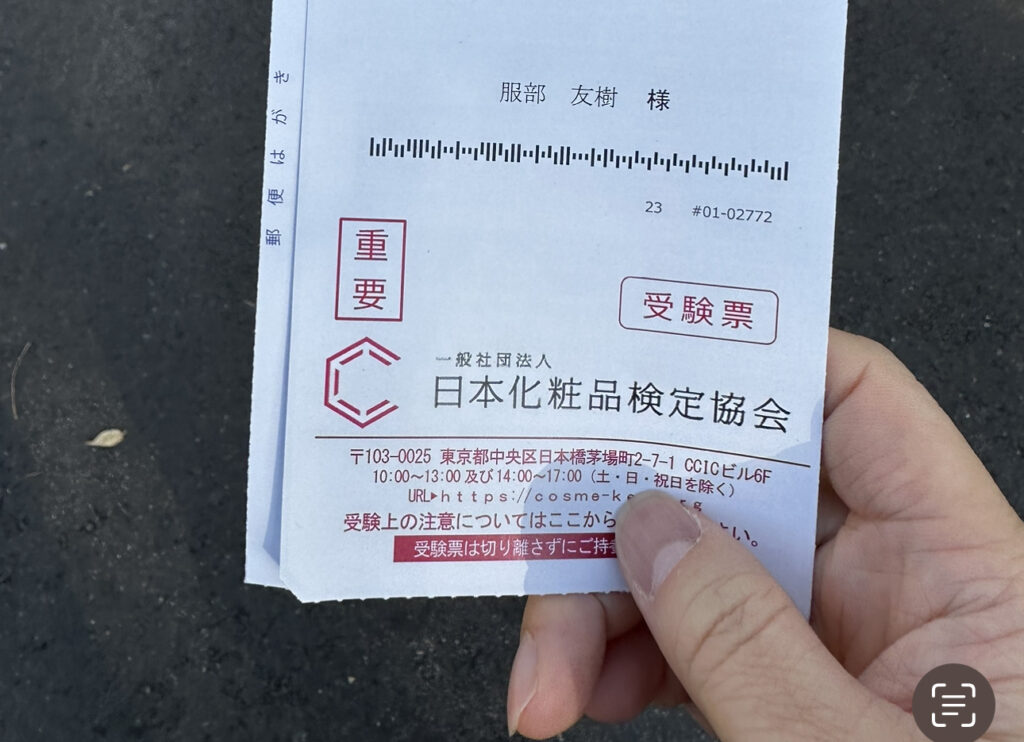 郵便はがき
服部 友樹 様
23 #01-02772
重要
受験票
一般社団法人
日本化粧品検定協会
〒103-0025 東京都中央区日本橋茅場町2-7-1 CCICビル6F
10:00~13:00及び14:00~17:00(土・日・祝日を除く)
URL▶https://cosme-ke
受験上の注意についてはここから い。
受験票は切り離さずにご持